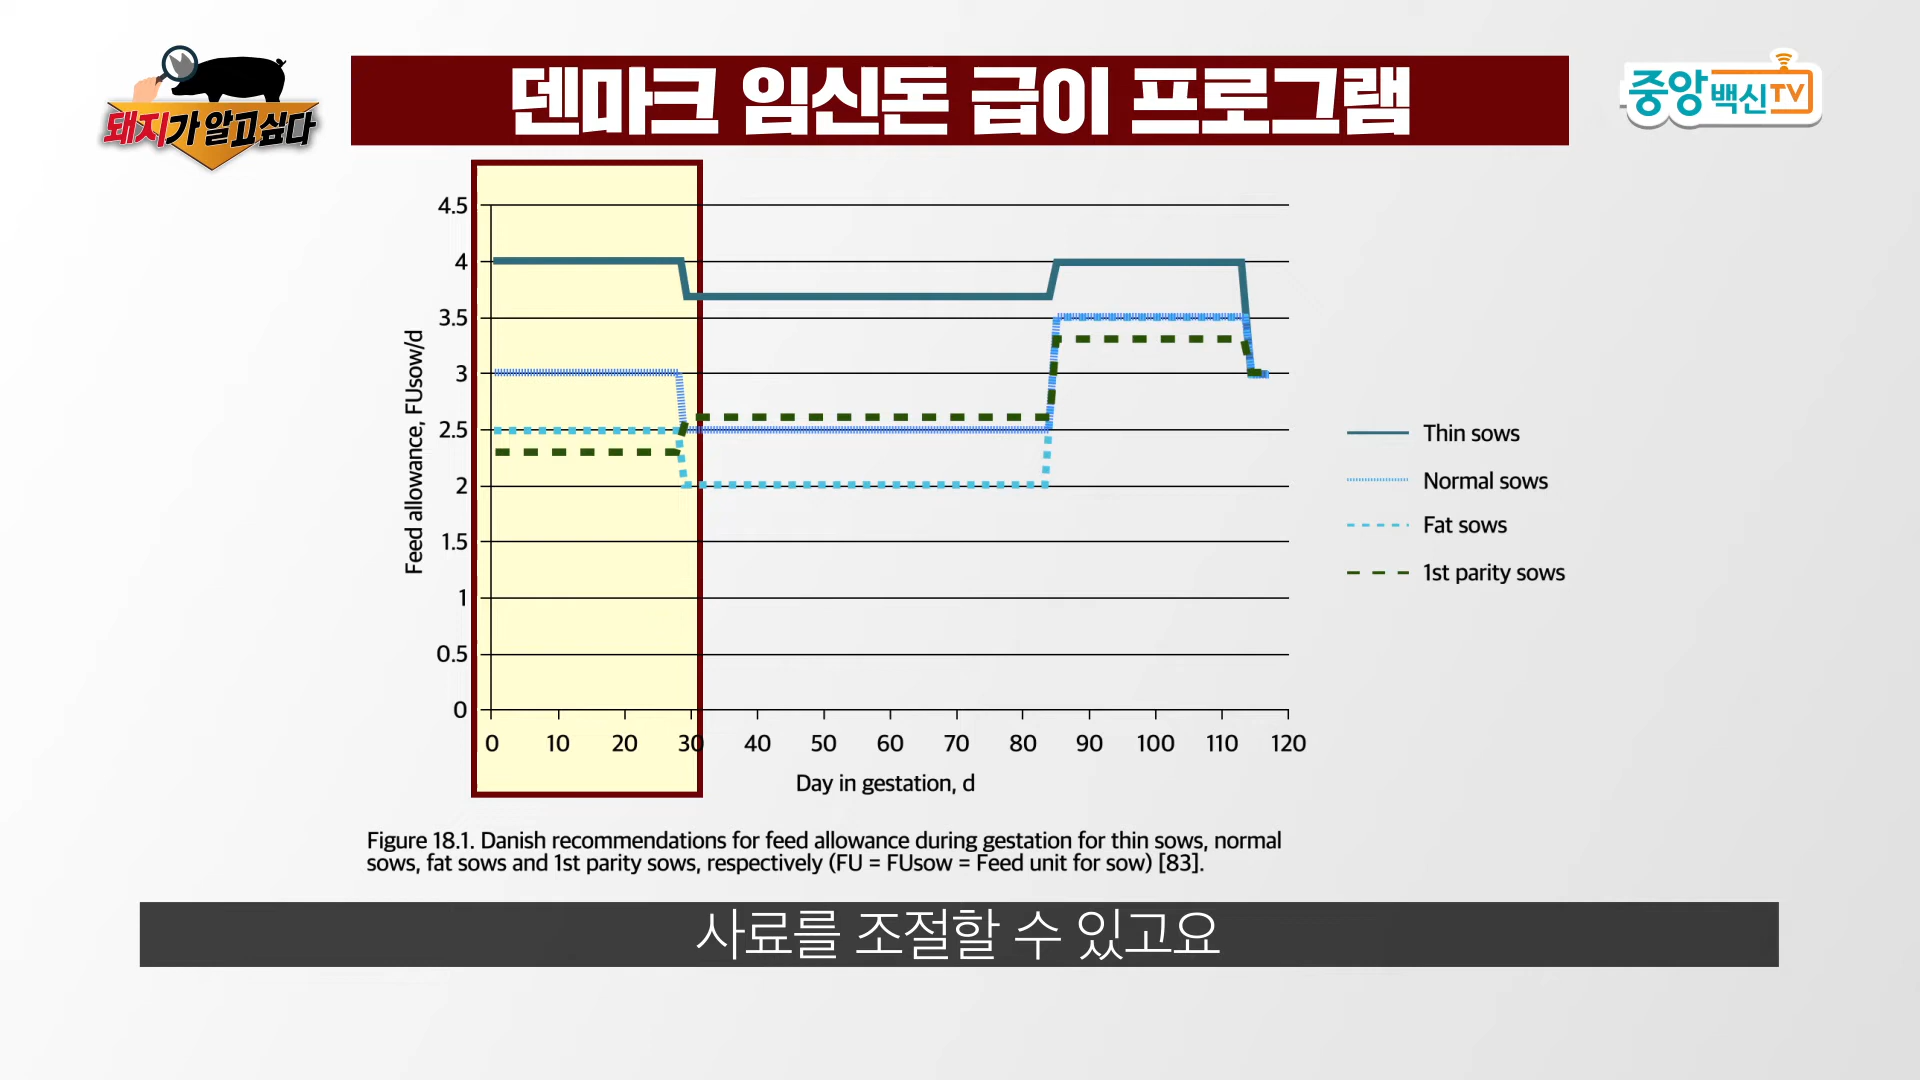 돼지가 알고싶다
덴마크 임신돈 급이 프로그램
중앙백신TV
4.5
4
3.5
3
2.5
2
1.5
1
0.5
0
Feed allowance, FUsow/d
0 10 20 30 40 50 60 70 80 90 100 110 120
Day in gestation, d
Thin sows
Normal sows
Fat sows
1st parity sows
Figure 18.1. Danish recommendations for feed allowance during gestation for thin sows, normal
sows, fat sows and 1st parity sows, respectively (FU = FUsow = Feed unit for sow) [83].
사료를 조절할 수 있고요